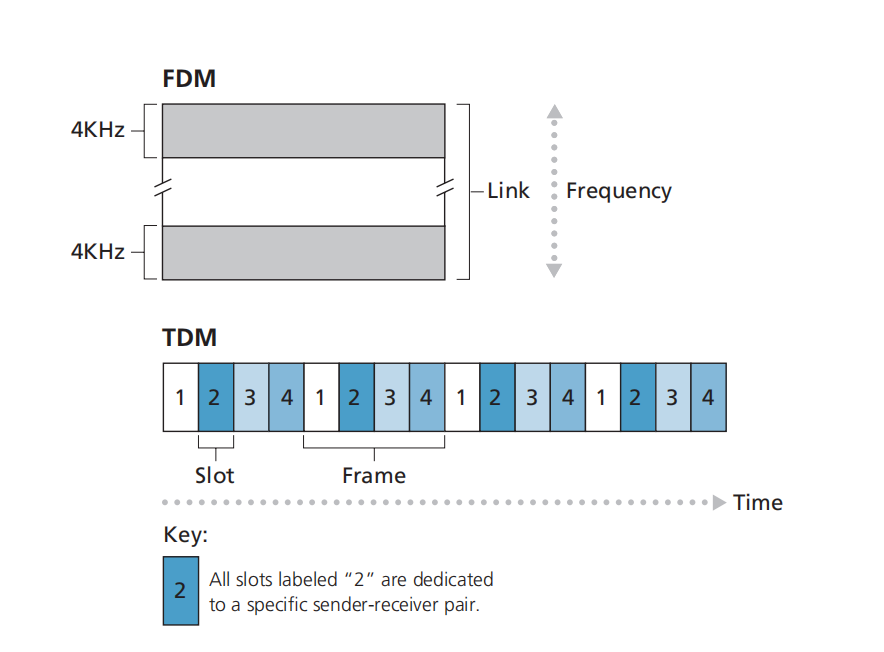 FDM
4KHz
Link
Frequency
4KHz
TDM
1 2 3 4 1 2 3 4 1 2 3 4 1 2 3 4
Slot
Frame
Time
Key:
2
All slots labeled “2” are dedicated
to a specific sender-receiver pair.